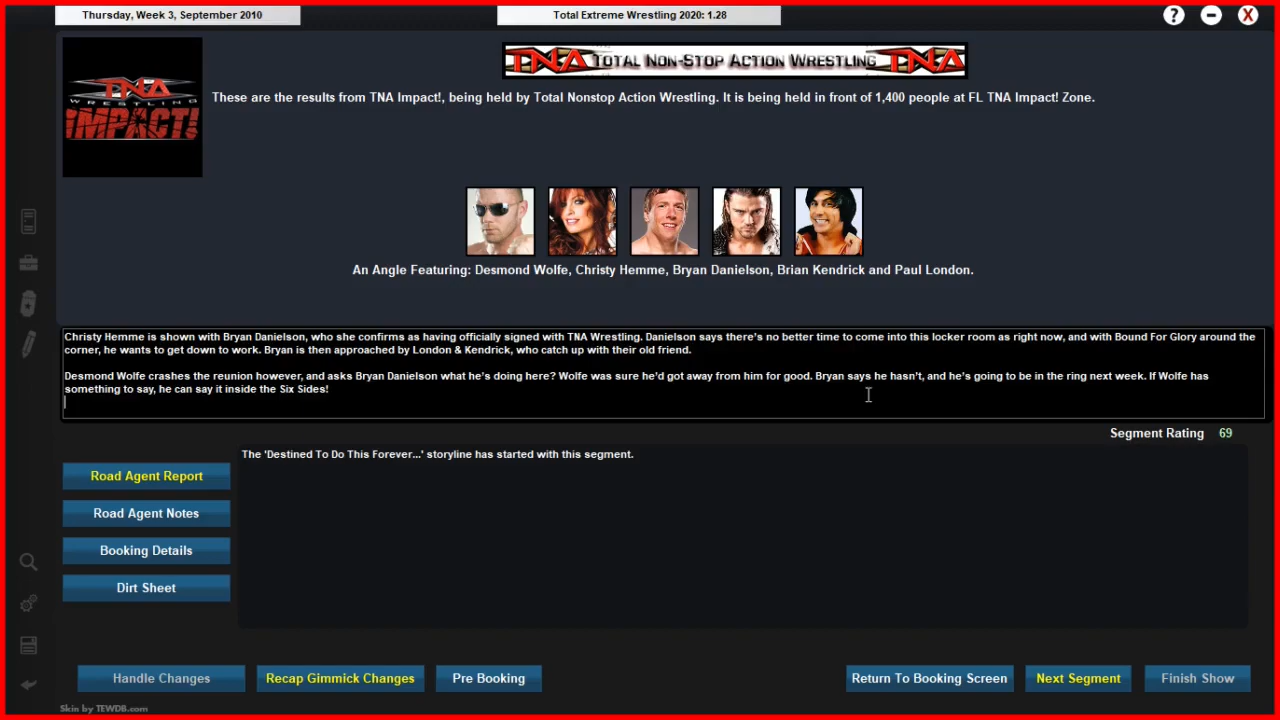 Thursday, Week 3, September 2010
Total Extreme Wrestling 2020: 1.28
?
X
TNA TOTAL NON-STOP ACTION WRESTLING TNA
TNA
WRESTLING
iMPACT!
These are the results from TNA Impact!, being held by Total Nonstop Action Wrestling. It is being held in front of 1,400 people at FL TNA Impact! Zone.
An Angle Featuring: Desmond Wolfe, Christy Hemme, Bryan Danielson, Brian Kendrick and Paul London.
Christy Hemme is shown with Bryan Danielson, who she confirms as having officially signed with TNA Wrestling. Danielson says there's no better time to come into this locker room as right now, and with Bound For Glory around the
corner, he wants to get down to work. Bryan is then approached by London & Kendrick, who catch up with their old friend.
Desmond Wolfe crashes the reunion however, and asks Bryan Danielson what he's doing here? Wolfe was sure he'd got away from him for good. Bryan says he hasn't, and he's going to be in the ring next week. If Wolfe has
something to say, he can say it inside the Six Sides!
Segment Rating 69
The 'Destined To Do This Forever...' storyline has started with this segment.
Road Agent Report
Road Agent Notes
Booking Details
Dirt Sheet
Handle Changes
Recap Gimmick Changes
Pre Booking
Return To Booking Screen
Next Segment
Finish Show
Skin by TEWDB.com